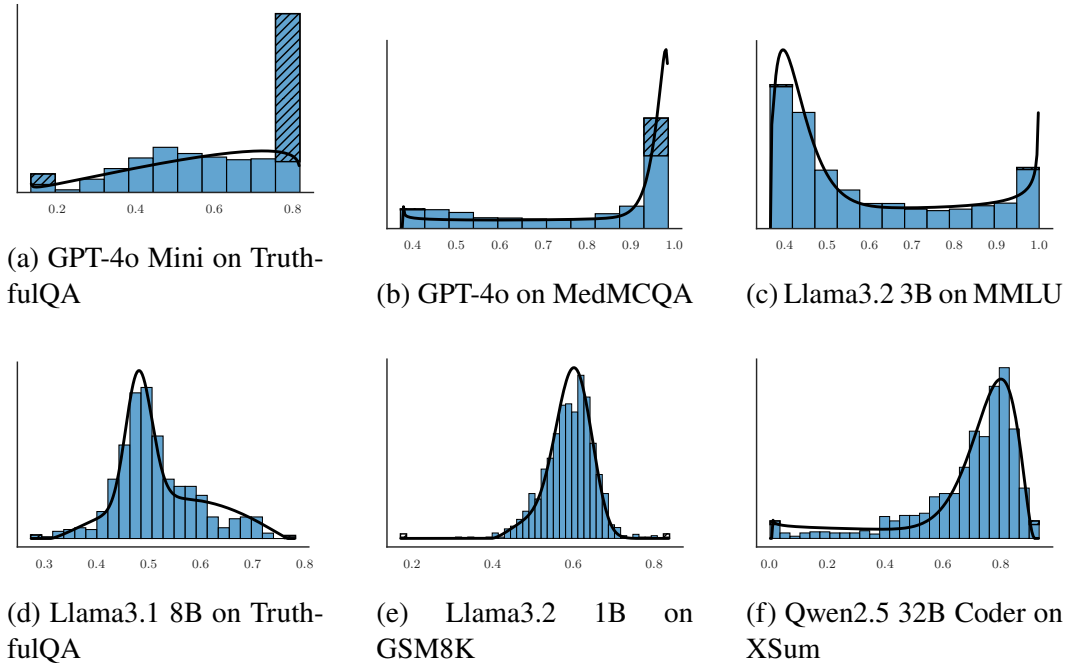 0.2 0.4 0.6 0.8
(a) GPT-4o Mini on Truth-
fulQA
0.4 0.5 0.6 0.7 0.8 0.9 1.0
(b) GPT-4o on MedMCQA
0.4 0.5 0.6 0.7 0.8 0.9 1.0
(c) Llama3.2 3B on MMLU
0.3 0.4 0.5 0.6 0.7 0.8
(d) Llama3.1 8B on Truth-
fulQA
0.2 0.4 0.6 0.8
(e) Llama3.2 1B on
GSM8K
0.0 0.2 0.4 0.6 0.8
(f) Qwen2.5 32B Coder on
XSum